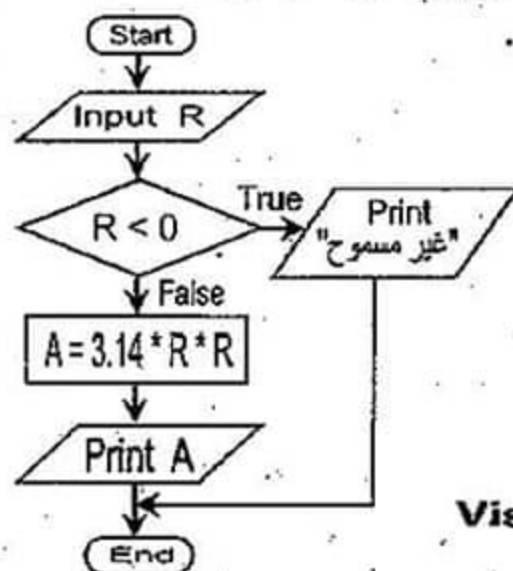 Start
Input R
R < 0
True
Print
"غير مسموح"
False
A = 3.14 * R * R
Print A
Vis
End